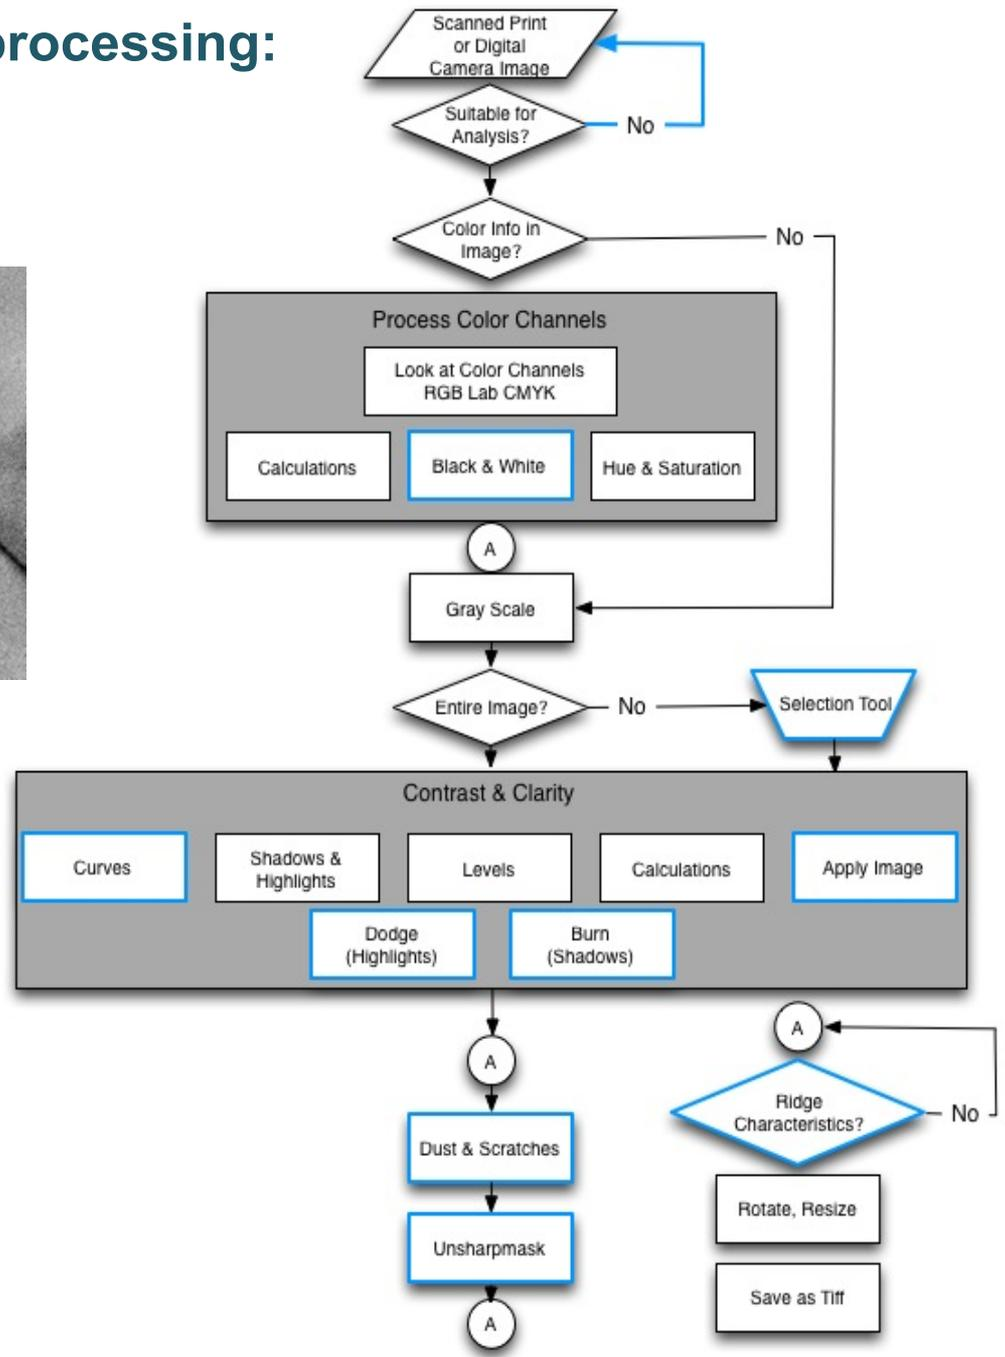 rocessing:
Scanned Print
or Digital
Camera Image
Suitable for
Analysis?
No
Color Info in
Image?
No
Process Color Channels
Look at Color Channels
RGB Lab CMYK
Calculations
Black & White
Hue & Saturation
A
Gray Scale
Entire Image?
No
Selection Tool
Contrast & Clarity
Curves
Shadows &
Highlights
Levels
Calculations
Apply Image
Dodge
(Highlights)
Burn
(Shadows)
A
Dust & Scratches
Unsharpmask
A
A
Ridge
Characteristics?
No
Rotate, Resize
Save as Tiff